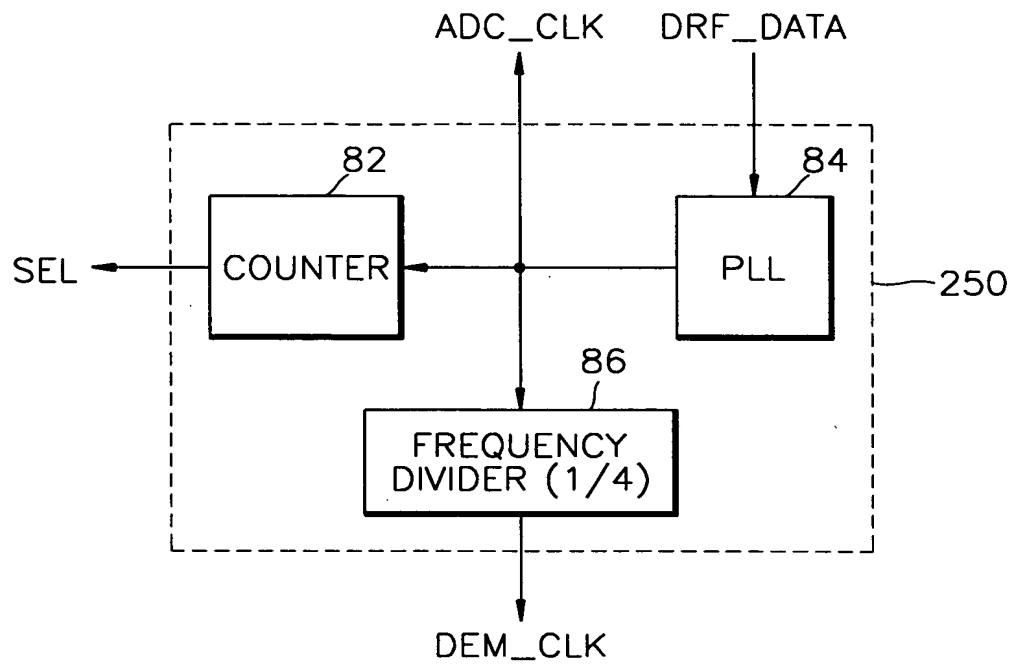 ADC_CLK
DRF_DATA
82
84
SEL
COUNTER
PLL
250
86
FREQUENCY
DIVIDER (1/4)
DEM_CLK